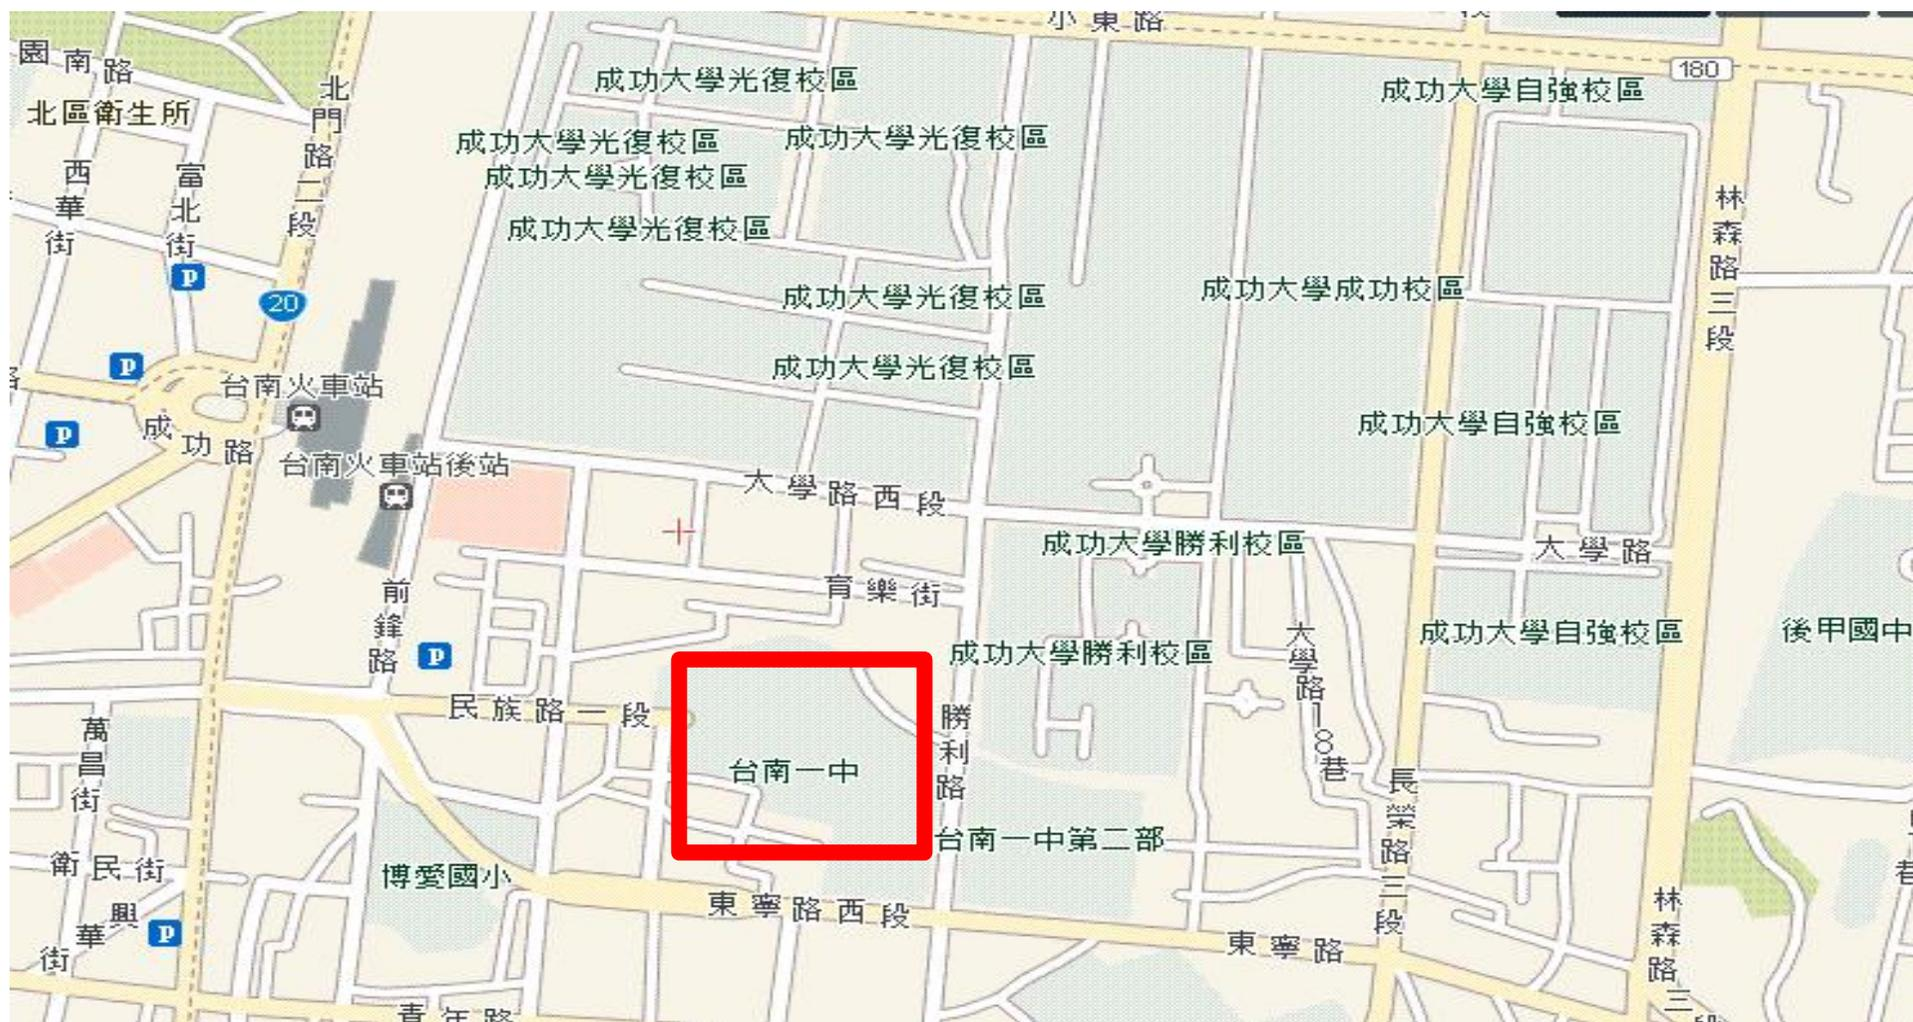 小東路
180
園南路
北門路二段
成功大學光復校區
成功大學自強校區
北區衛生所
成功大學光復校區
成功大學光復校區
西華街
富北街
成功大學光復校區
林森路三段
成功大學光復校區
P
20
成功大學光復校區
成功大學成功校區
P
台南火車站
成功大學光復校區
P
成功路
成功大學自強校區
台南火車站後站
大學路西段
成功大學勝利校區
大學路
前鋒路
育樂街
P
成功大學勝利校區
大學路18巷
成功大學自強校區
後甲國中
民族路一段
勝利路
萬昌街
台南一中
長榮路三段
台南一中第二部
衛民街
博愛國小
東寧路西段
林森路三段
P
興華街
東寧路
青年路
巷